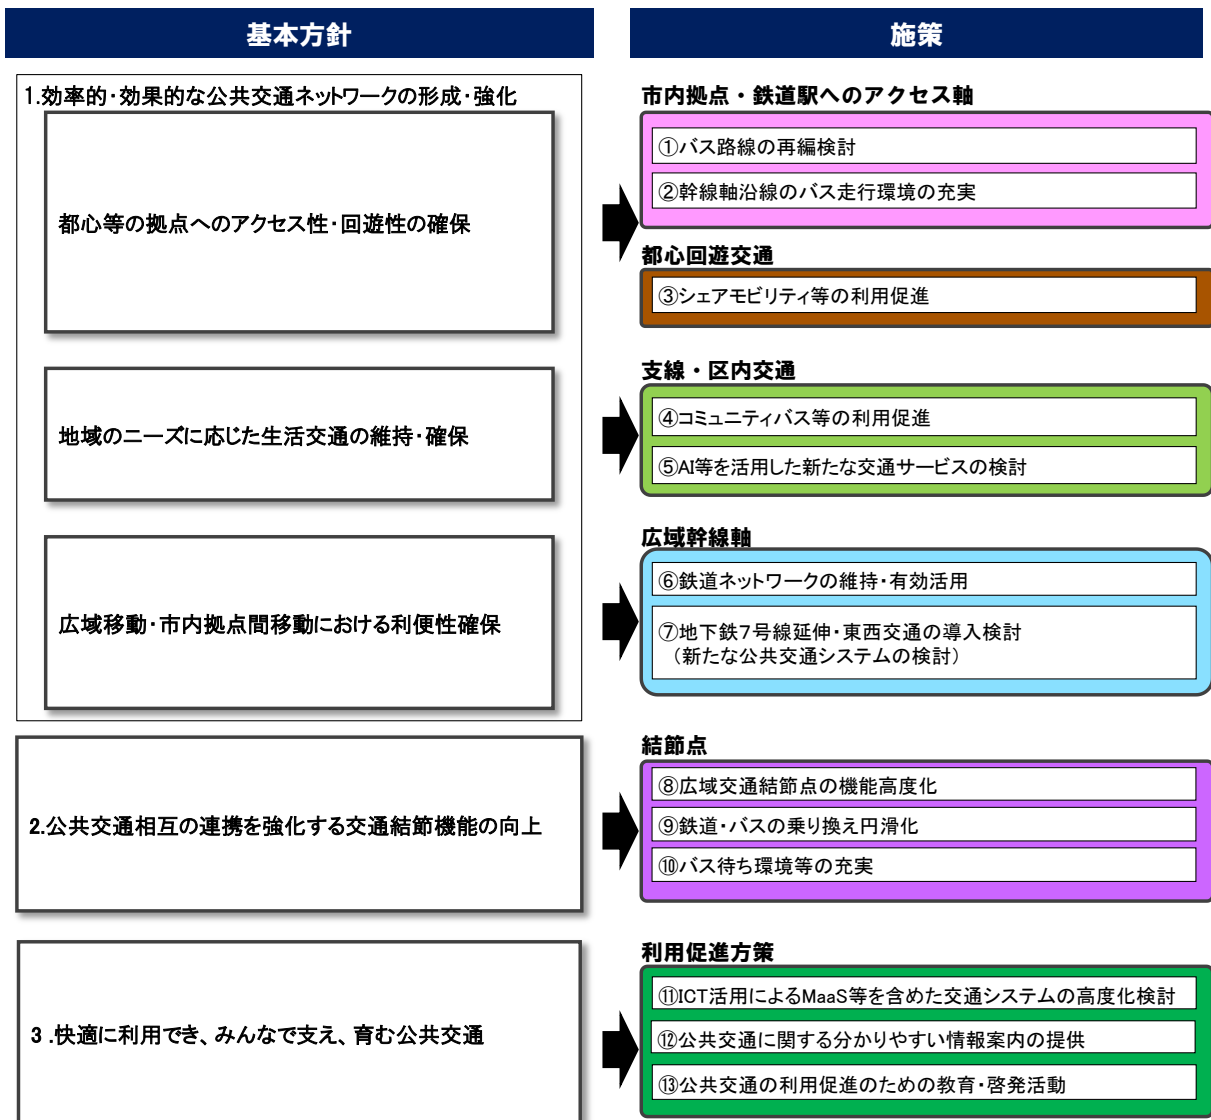 基本方針
施策
1.効率的・効果的な公共交通ネットワークの形成・強化
都心等の拠点へのアクセス性・回遊性の確保
市内拠点・鉄道駅へのアクセス軸
①バス路線の再編検討
②幹線軸沿線のバス走行環境の充実
都心回遊交通
③シェアモビリティ等の利用促進
地域のニーズに応じた生活交通の維持・確保
支線・区内交通
④コミュニティバス等の利用促進
⑤AI等を活用した新たな交通サービスの検討
広域移動・市内拠点間移動における利便性確保
広域幹線軸
⑥鉄道ネットワークの維持・有効活用
⑦地下鉄7号線延伸・東西交通の導入検討
（新たな公共交通システムの検討）
2.公共交通相互の連携を強化する交通結節機能の向上
結節点
⑧広域交通結節点の機能高度化
⑨鉄道・バスの乗り換え円滑化
⑩バス待ち環境等の充実
3.快適に利用でき、みんなで支え、育む公共交通
利用促進方策
⑪ICT活用によるMaaS等を含めた交通システムの高度化検討
⑫公共交通に関する分かりやすい情報案内の提供
⑬公共交通の利用促進のための教育・啓発活動